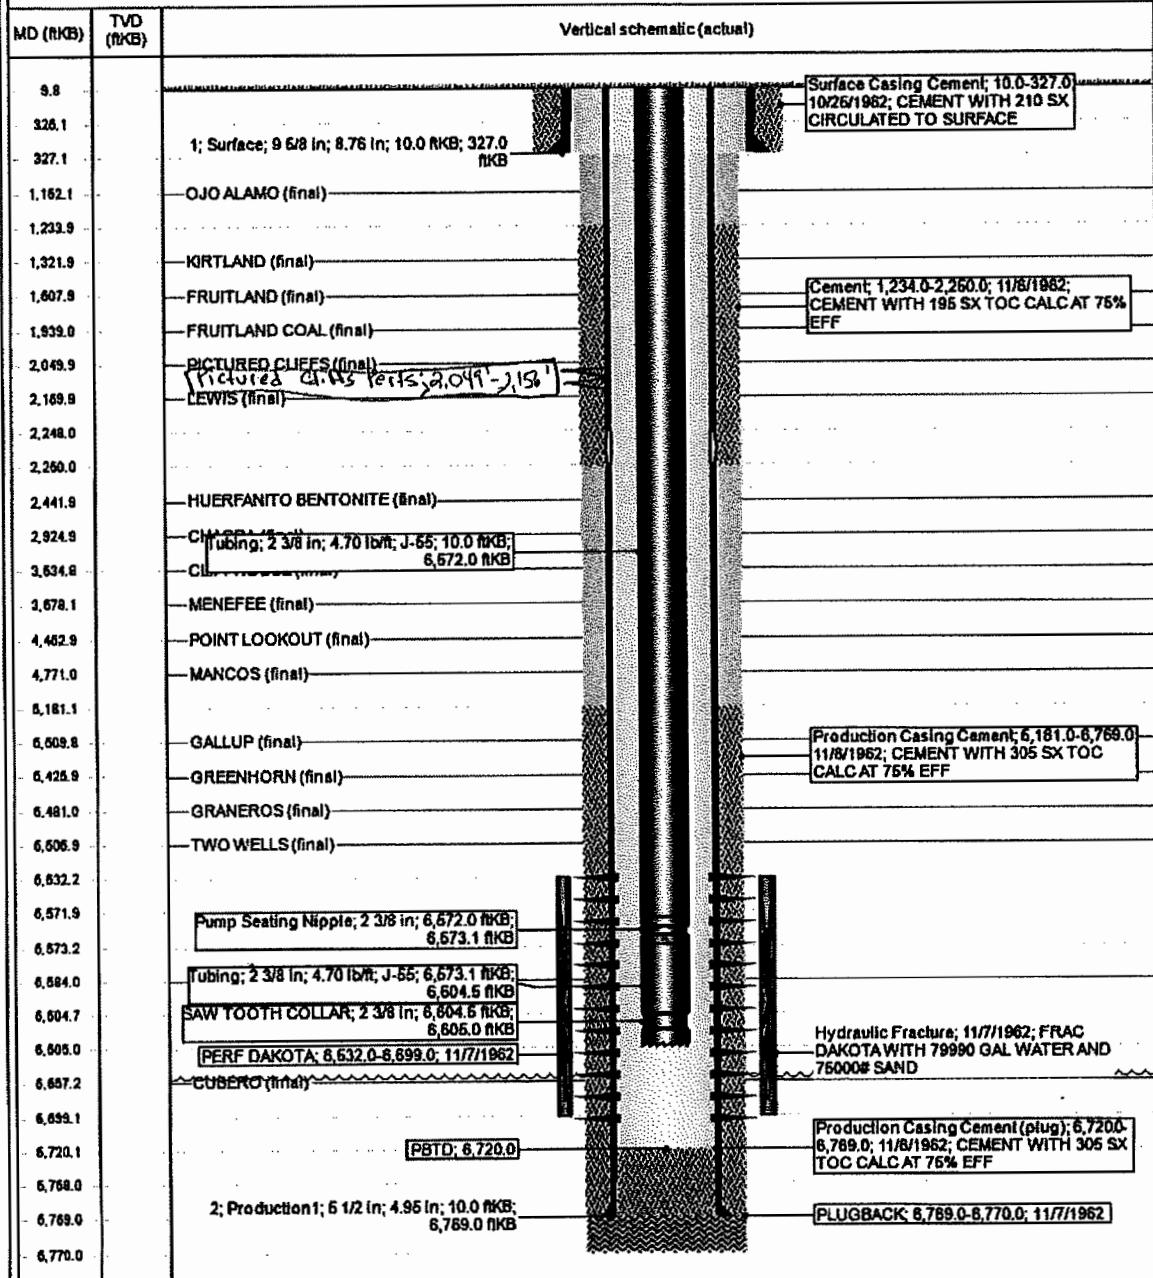 MD (ftKB)
TVD
(ftKB)
Vertical schematic (actual)
9.8
326.1
327.1
1,152.1
1,233.9
1,321.9
1,607.9
1,939.0
2,049.9
2,169.9
2,248.0
2,260.0
2,441.9
2,924.9
3,534.8
3,678.1
4,462.9
4,771.0
5,181.1
5,509.8
6,425.9
6,481.0
6,506.9
6,532.2
6,571.9
6,573.2
6,584.0
6,604.7
6,605.0
6,657.2
6,699.1
6,720.1
6,768.0
6,769.0
6,770.0
Surface Casing Cement; 10.0-327.0
10/26/1962; CEMENT WITH 210 SX
CIRCULATED TO SURFACE
1; Surface; 9 5/8 in; 8.76 in; 10.0 ftKB; 327.0
ftKB
OJO ALAMO (final)
KIRTLAND (final)
FRUITLAND (final)
Cement; 1,234.0-2,260.0; 11/8/1962;
CEMENT WITH 195 SX TOC CALC AT 75%
EFF
FRUITLAND COAL (final)
PICTURED CLIFFS (final)
Pictured Cliffs Perfs; 2,049'-2,156'
LEWIS (final)
HUERFANITO BENTONITE (final)
Tubing; 2 3/8 in; 4.70 lb/ft; J-55; 10.0 ftKB;
6,572.0 ftKB
MENEFEE (final)
POINT LOOKOUT (final)
MANCOS (final)
GALLUP (final)
Production Casing Cement; 5,181.0-6,769.0
11/8/1962; CEMENT WITH 305 SX TOC
CALC AT 75% EFF
GREENHORN (final)
GRANEROS (final)
TWO WELLS (final)
Pump Seating Nipple; 2 3/8 in; 6,572.0 ftKB;
6,573.1 ftKB
Tubing; 2 3/8 in; 4.70 lb/ft; J-55; 6,573.1 ftKB;
6,604.5 ftKB
SAW TOOTH COLLAR; 2 3/8 in; 6,604.5 ftKB;
6,605.0 ftKB
PERF DAKOTA; 6,532.0-6,699.0; 11/7/1962
Hydraulic Fracture; 11/7/1962; FRAC
DAKOTA WITH 79990 GAL WATER AND
75000# SAND
CUBERO (final)
PBTD; 6,720.0
Production Casing Cement (plug); 6,720.0-
6,769.0; 11/8/1962; CEMENT WITH 305 SX
TOC CALC AT 75% EFF
2; Production1; 5 1/2 in; 4.95 in; 10.0 ftKB;
6,769.0 ftKB
PLUGBACK; 6,769.0-6,770.0; 11/7/1962